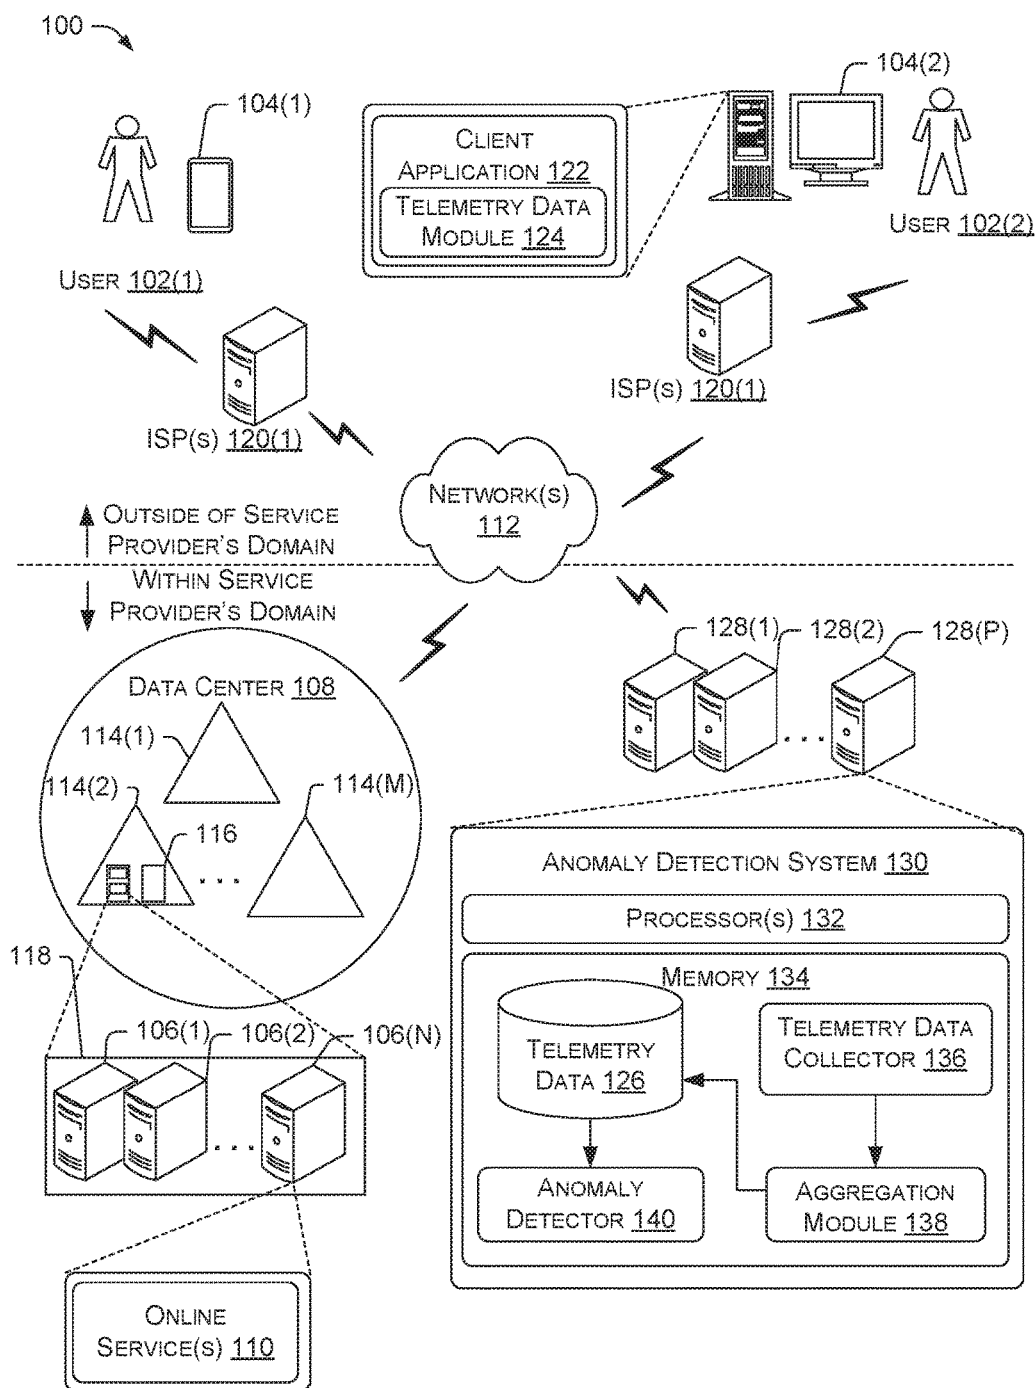 100
104(1)
104(2)
CLIENT
APPLICATION 122
TELEMETRY DATA
MODULE 124
USER 102(2)
USER 102(1)
ISP(s) 120(1)
ISP(s) 120(1)
NETWORK(S)
112
OUTSIDE OF SERVICE
PROVIDER'S DOMAIN
WITHIN SERVICE
PROVIDER'S DOMAIN
128(1)
128(2)
128(P)
DATA CENTER 108
114(1)
114(2)
114(M)
116
...
...
ANOMALY DETECTION SYSTEM 130
PROCESSOR(S) 132
MEMORY 134
TELEMETRY
DATA 126
TELEMETRY DATA
COLLECTOR 136
ANOMALY
DETECTOR 140
AGGREGATION
MODULE 138
118
106(1)
106(2)
106(N)
...
ONLINE
SERVICE(S) 110